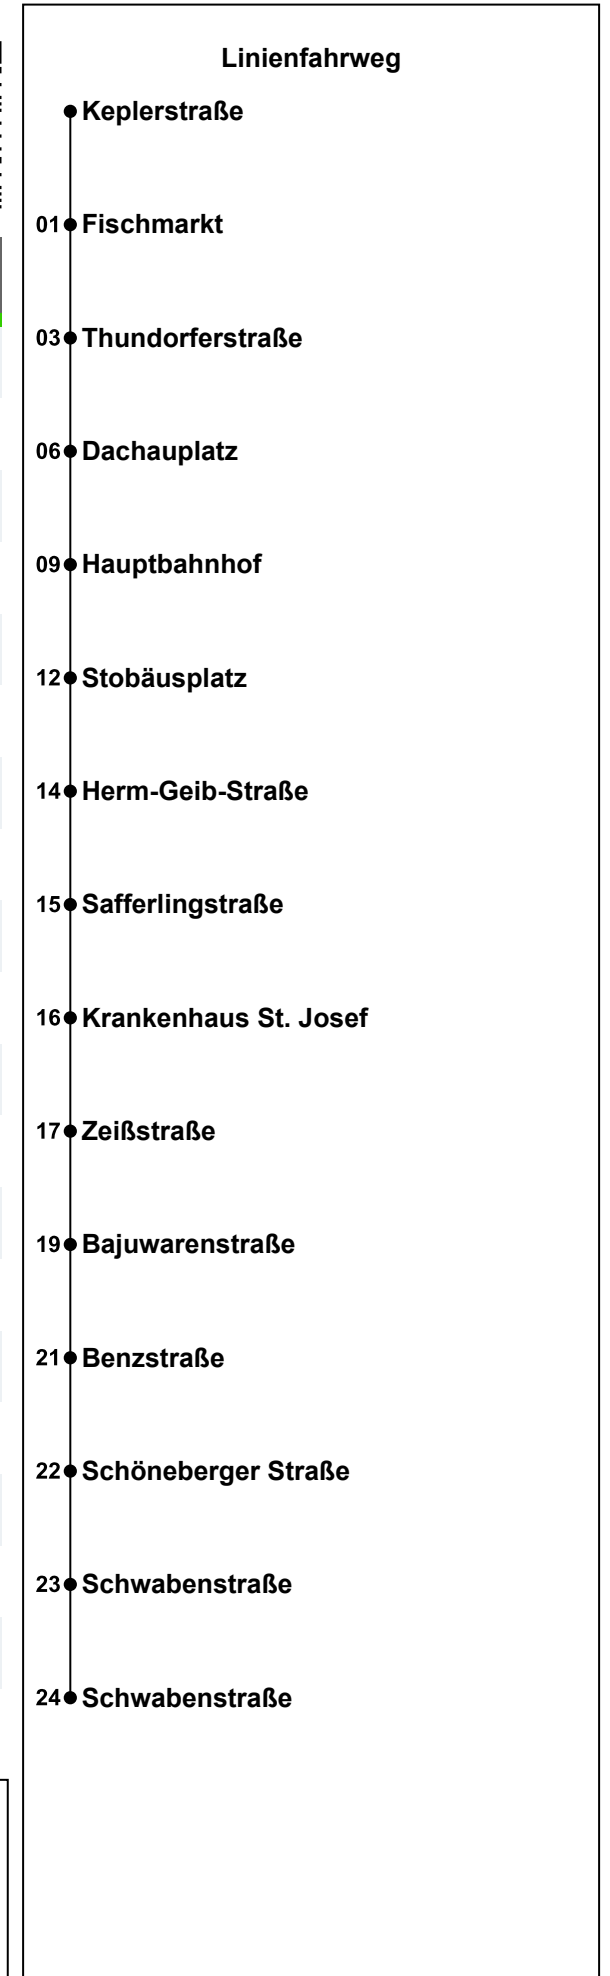 Linienfahrweg
Keplerstraße
01 Fischmarkt
03 Thundorferstraße
06 Dachauplatz
09 Hauptbahnhof
12 Stobäusplatz
14 Herm-Geib-Straße
15 Safferlingstraße
16 Krankenhaus St. Josef
17 Zeißstraße
19 Bajuwarenstraße
21 Benzstraße
22 Schöneberger Straße
23 Schwabenstraße
24 Schwabenstraße